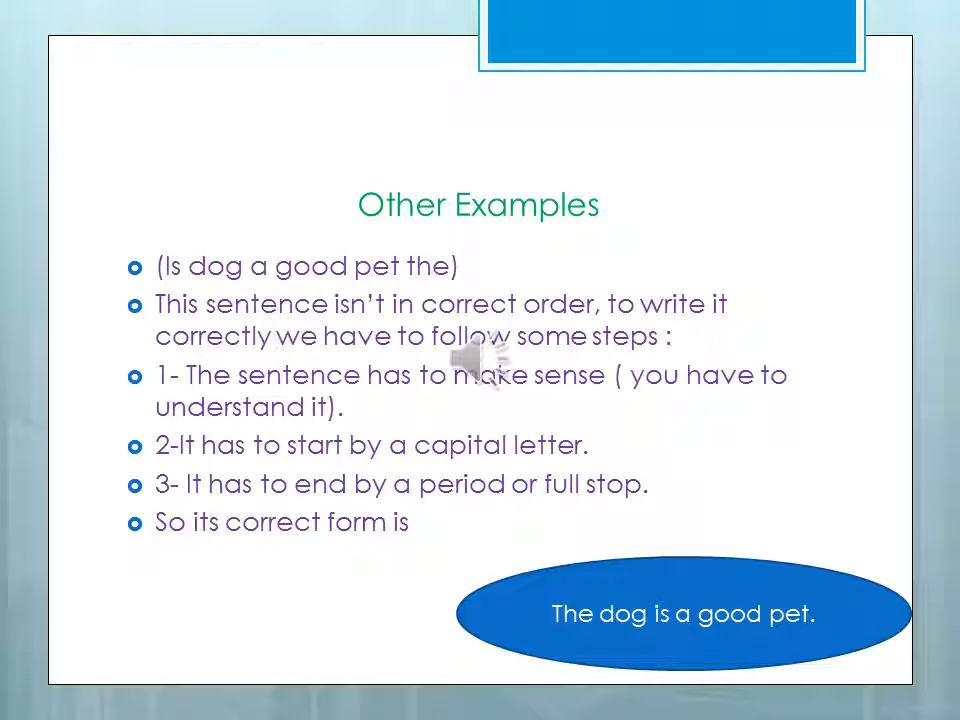 Other Examples
(Is dog a good pet the)
This sentence isn't in correct order, to write it
correctly we have to follow some steps :
1- The sentence has to make sense ( you have to
understand it).
2-It has to start by a capital letter.
3- It has to end by a period or full stop.
So its correct form is
The dog is a good pet.